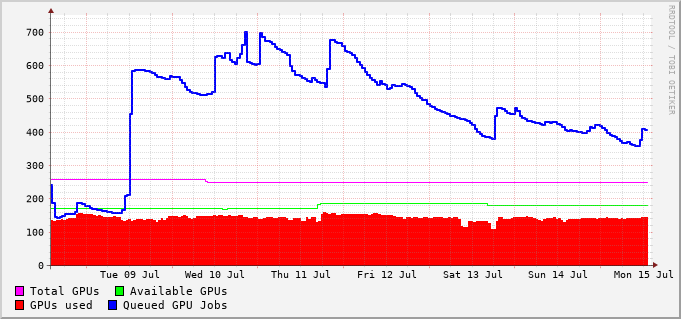 700
600
500
400
300
200
100
0
Tue 09 Jul Wed 10 Jul Thu 11 Jul Fri 12 Jul Sat 13 Jul Sun 14 Jul Mon 15 Jul
Total GPUs Available GPUs
GPUs used Queued GPU Jobs
RRDTOOL / TOBI OETIKER